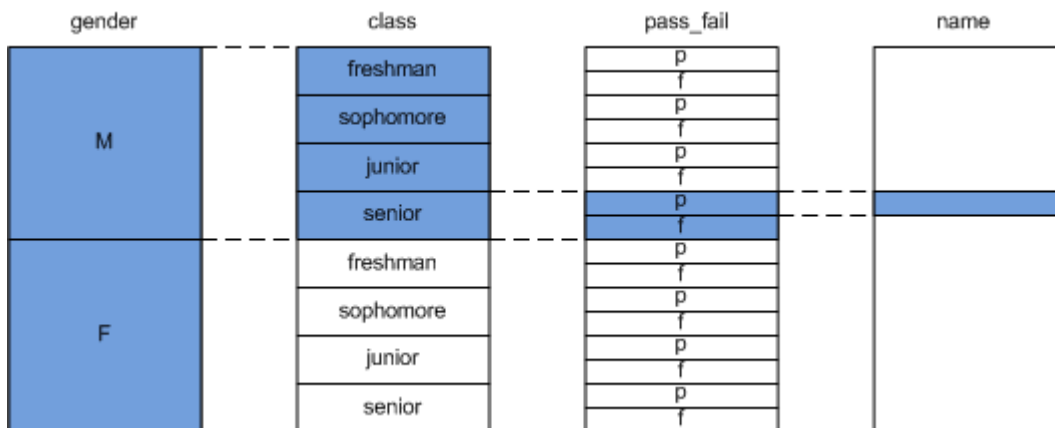 gender class pass_fail name
M
F
freshman
sophomore
junior
senior
freshman
sophomore
junior
senior
p
f
p
f
p
f
p
f
p
f
p
f
p
f
p
f